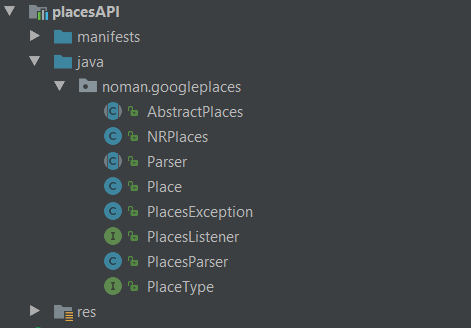 placesAPI
manifests
java
noman.googleplaces
AbstractPlaces
NRPlaces
Parser
Place
PlacesException
PlacesListener
PlacesParser
PlaceType
res